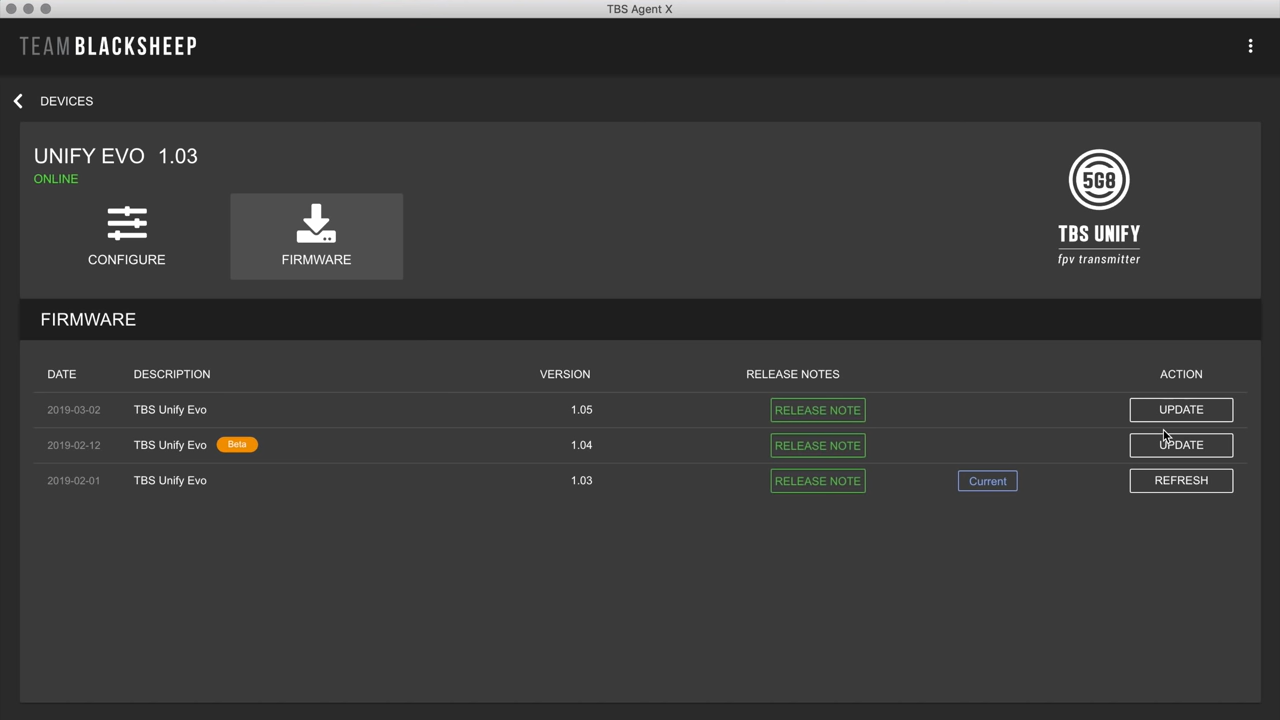 TBS Agent X
TEAM BLACKSHEEP
DEVICES
UNIFY EVO 1.03
ONLINE
CONFIGURE
FIRMWARE
5G8
TBS UNIFY
fpv transmitter
FIRMWARE
DATE DESCRIPTION VERSION RELEASE NOTES ACTION
2019-03-02 TBS Unify Evo 1.05 RELEASE NOTE UPDATE
2019-02-12 TBS Unify Evo Beta 1.04 RELEASE NOTE UPDATE
2019-02-01 TBS Unify Evo 1.03 RELEASE NOTE Current REFRESH